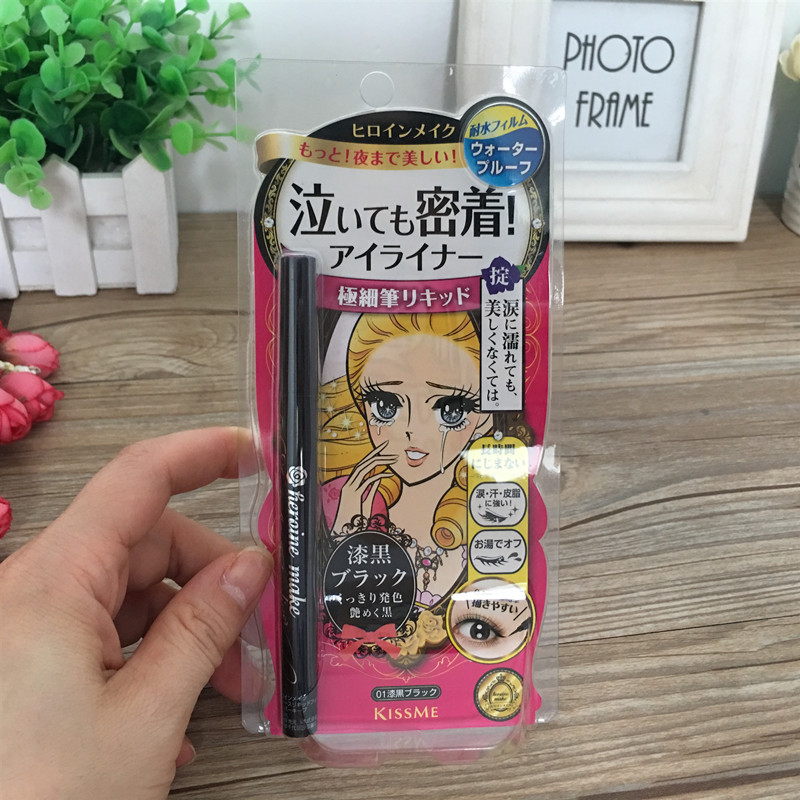 PHOTO
FRAME
ヒロインメイク
もっと!夜まで美しい!
耐水フィルム
ウォーター
プルーフ
泣いても密着!
アイライナー
極細筆リキッド
掟
涙に濡れても、
美しくなくては。
長時間
にじまない
涙・汗・皮脂
に強い!
お湯でオフ
描きやすい
漆黒
ブラック
くっきり発色
艶めく黒
heroine make
01漆黒ブラック
KISSME